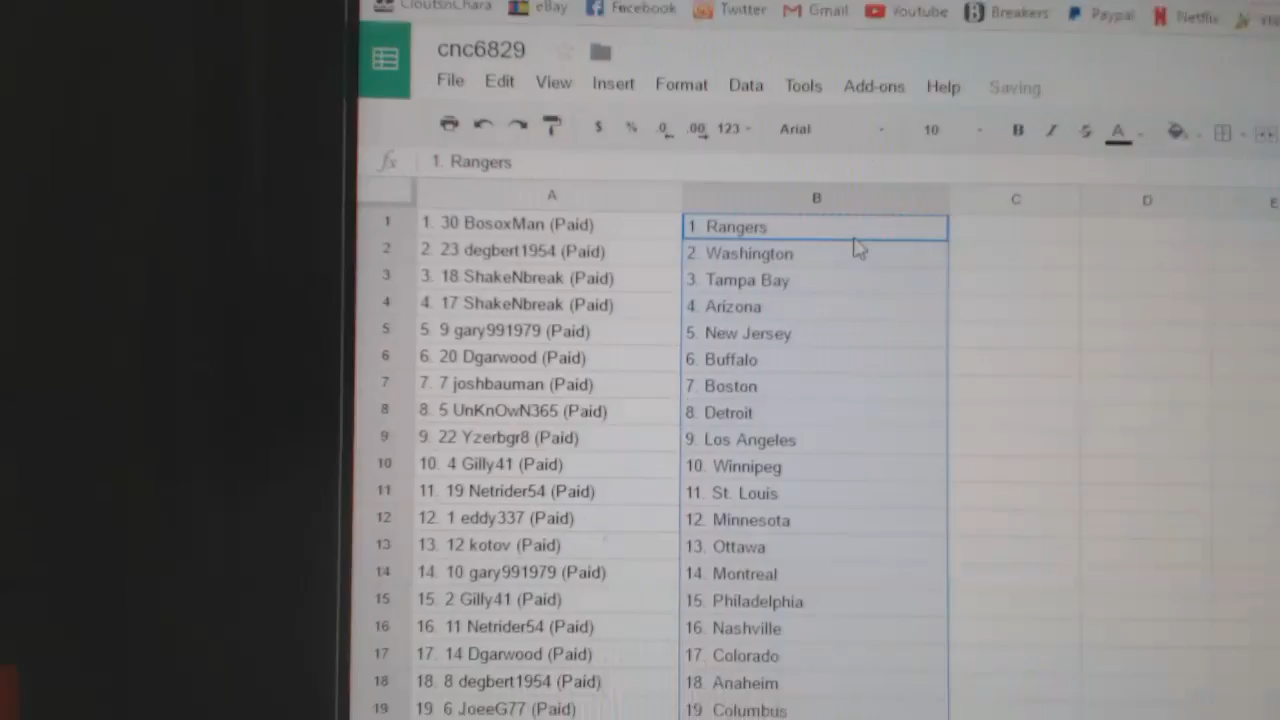 CloutsnChara eBay Facebook Twitter Gmail Youtube Breakers Paypal Netflix
cnc6829
File Edit View Insert Format Data Tools Add-ons Help Saving
$ % .0 .00 123 Arial 10 B I S A
fx 1. Rangers
A B C D E
1 1. 30 BosoxMan (Paid) 1 Rangers
2 2. 23 degbert1954 (Paid) 2. Washington
3 3. 18 ShakeNbreak (Paid) 3. Tampa Bay
4 4. 17 ShakeNbreak (Paid) 4 Arizona
5 5. 9 gary991979 (Paid) 5. New Jersey
6 6. 20 Dgarwood (Paid) 6. Buffalo
7 7. 7 joshbauman (Paid) 7. Boston
8 8. 5 UnKnOwN365 (Paid) 8. Detroit
9 9. 22 Yzerbgr8 (Paid) 9. Los Angeles
10 10. 4 Gilly41 (Paid) 10. Winnipeg
11 11. 19 Netrider54 (Paid) 11. St. Louis
12 12. 1 eddy337 (Paid) 12. Minnesota
13 13. 12 kotov (Paid) 13. Ottawa
14 14. 10 gary991979 (Paid) 14. Montreal
15 15. 2 Gilly41 (Paid) 15. Philadelphia
16 16. 11 Netrider54 (Paid) 16. Nashville
17 17. 14 Dgarwood (Paid) 17. Colorado
18 18. 8 degbert1954 (Paid) 18. Anaheim
19 19 6 JoeeG77 (Paid) 19 Columbus